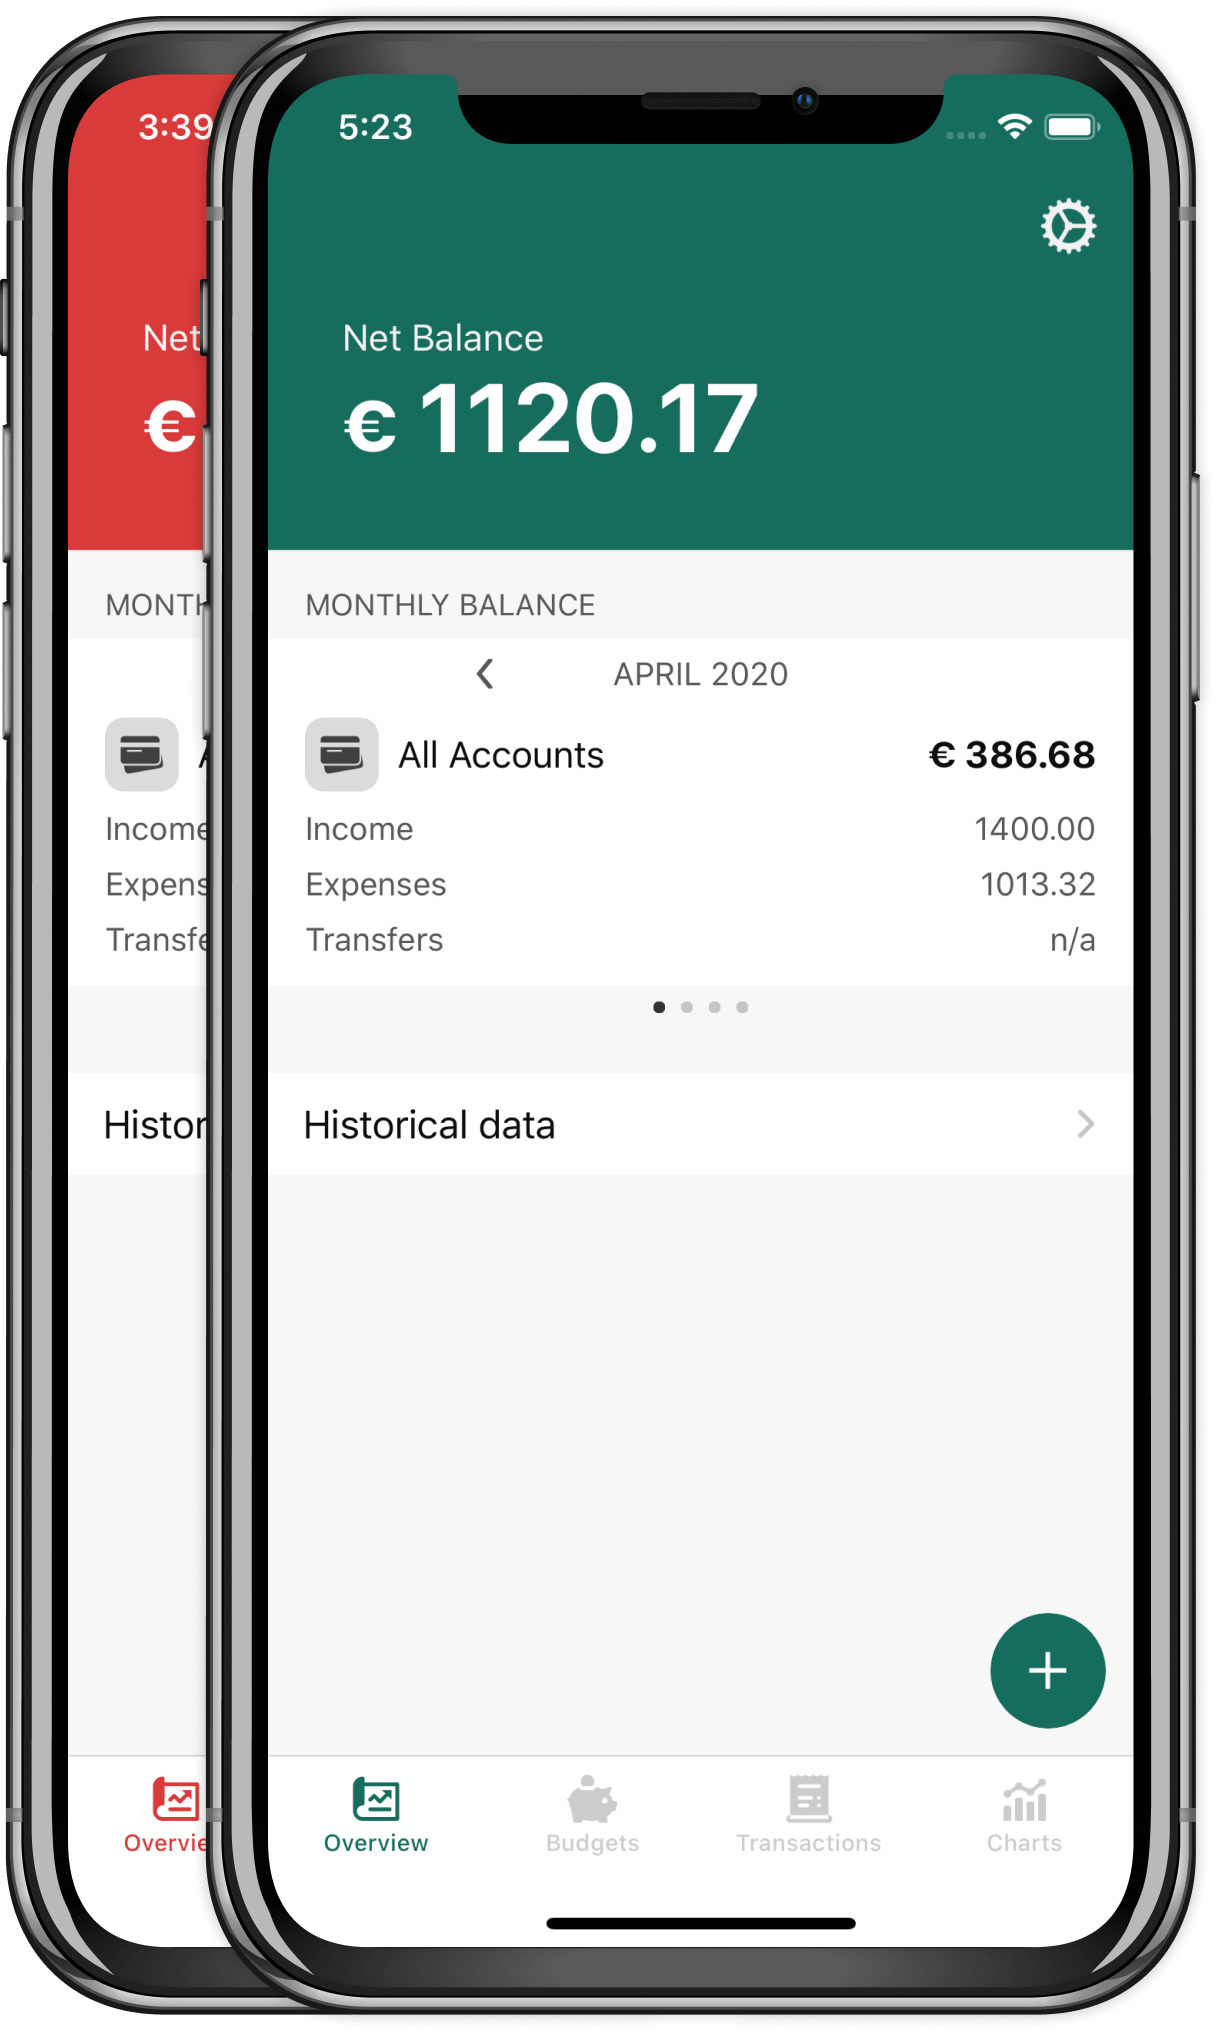 3:39
Net
€
MONTH
Income
Expens
Transfe
Histor
Overvie
5:23
Net Balance
€ 1120.17
MONTHLY BALANCE
APRIL 2020
All Accounts € 386.68
Income 1400.00
Expenses 1013.32
Transfers n/a
Historical data
Overview Budgets Transactions Charts